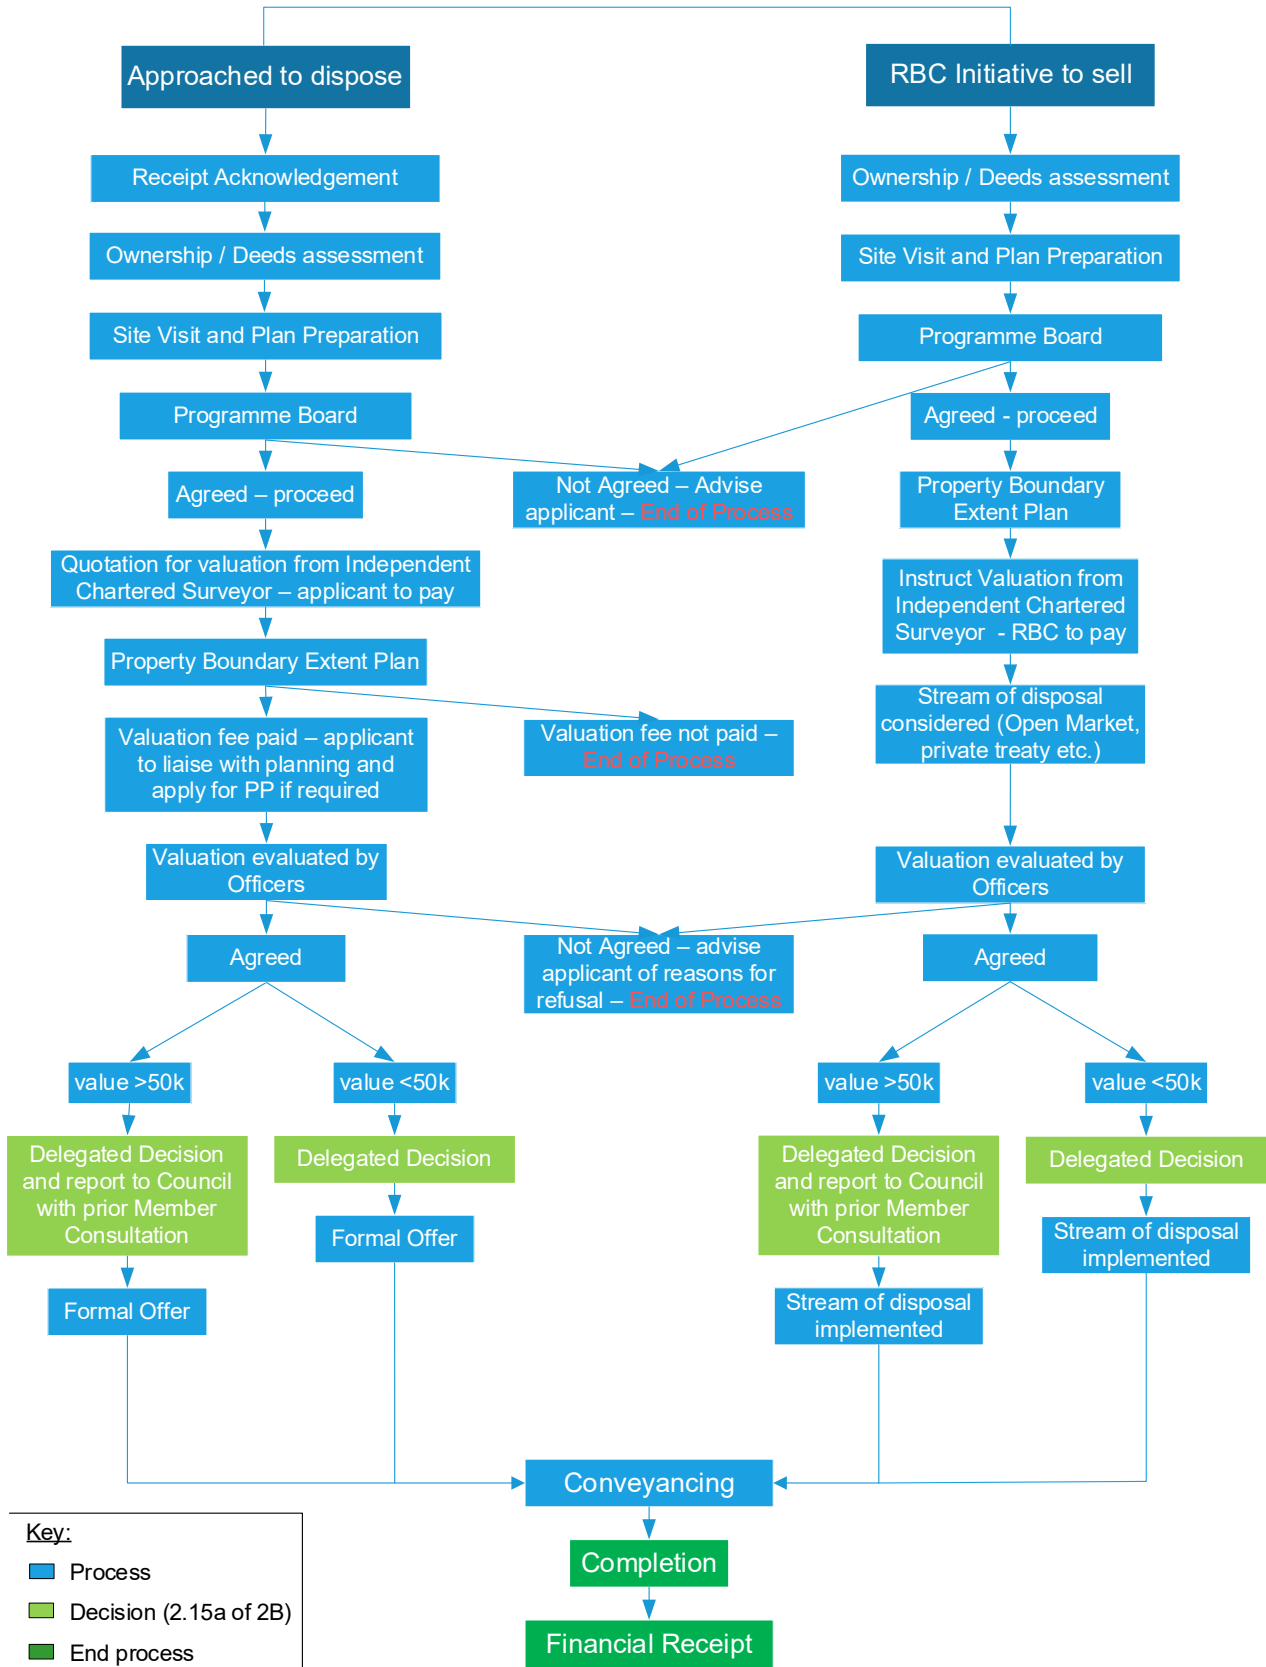 Approached to dispose
RBC Initiative to sell
Receipt Acknowledgement
Ownership / Deeds assessment
Ownership / Deeds assessment
Site Visit and Plan Preparation
Site Visit and Plan Preparation
Programme Board
Programme Board
Agreed - proceed
Agreed – proceed
Not Agreed – Advise
applicant – End of Process
Property Boundary
Extent Plan
Quotation for valuation from Independent
Chartered Surveyor – applicant to pay
Instruct Valuation from
Independent Chartered
Surveyor  - RBC to pay
Property Boundary Extent Plan
Valuation fee paid – applicant
to liaise with planning and
apply for PP if required
Valuation fee not paid –
End of Process
Stream of disposal
considered (Open Market,
private treaty etc.)
Valuation evaluated by
Officers
Valuation evaluated by
Officers
Agreed
Not Agreed – advise
applicant of reasons for
refusal – End of Process
Agreed
value >50k
value <50k
value >50k
value <50k
Delegated Decision
and report to Council
with prior Member
Consultation
Delegated Decision
Delegated Decision
and report to Council
with prior Member
Consultation
Delegated Decision
Formal Offer
Stream of disposal
implemented
Formal Offer
Stream of disposal
implemented
Conveyancing
Completion
Financial Receipt
Key:
Process
Decision (2.15a of 2B)
End process